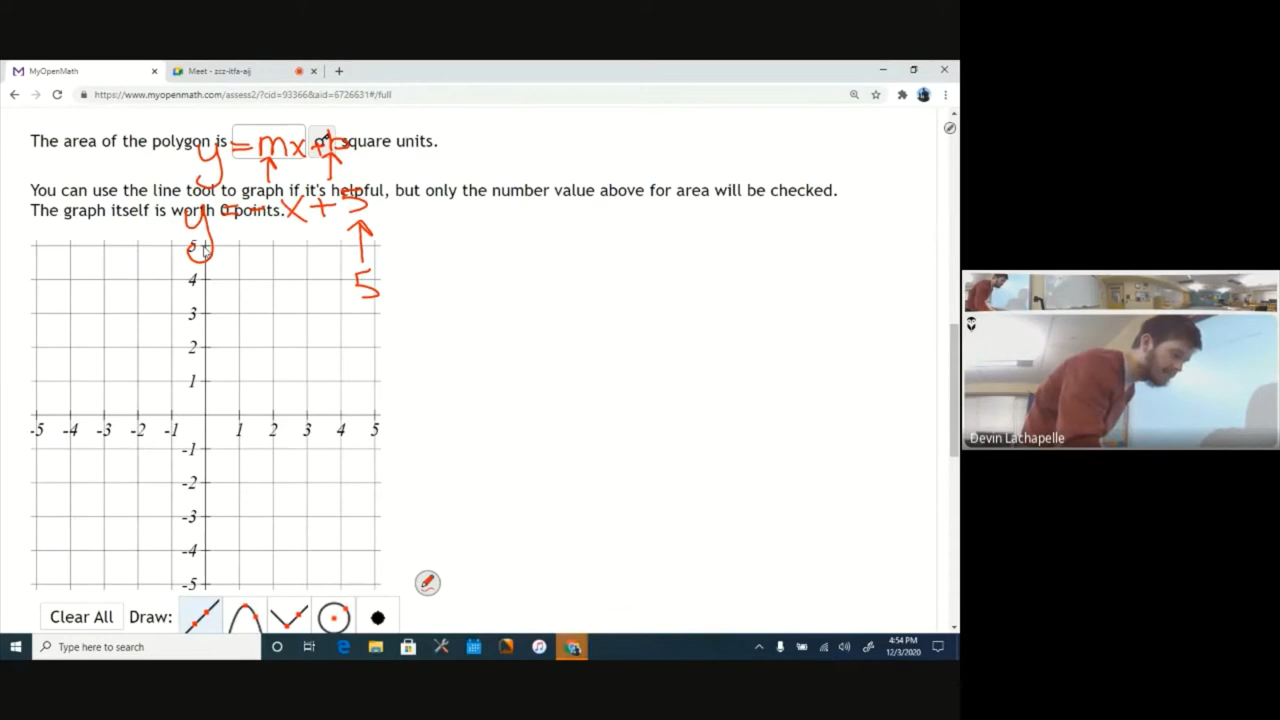 MyOpenMath
Meet - zcz-itfa-aij
https://www.myopenmath.com/assess2/?cid=93366&aid=6726631#/full
The area of the polygon is square units.
y = mx + b
You can use the line tool to graph if it's helpful, but only the number value above for area will be checked.
The graph itself is worth 0 points.
y = - x + 5
5
5
4
3
2
1
-5 -4 -3 -2 -1 1 2 3 4 5
-1
-2
-3
-4
-5
Clear All Draw:
Devin Lachapelle
Type here to search
4:54 PM
12/3/2020